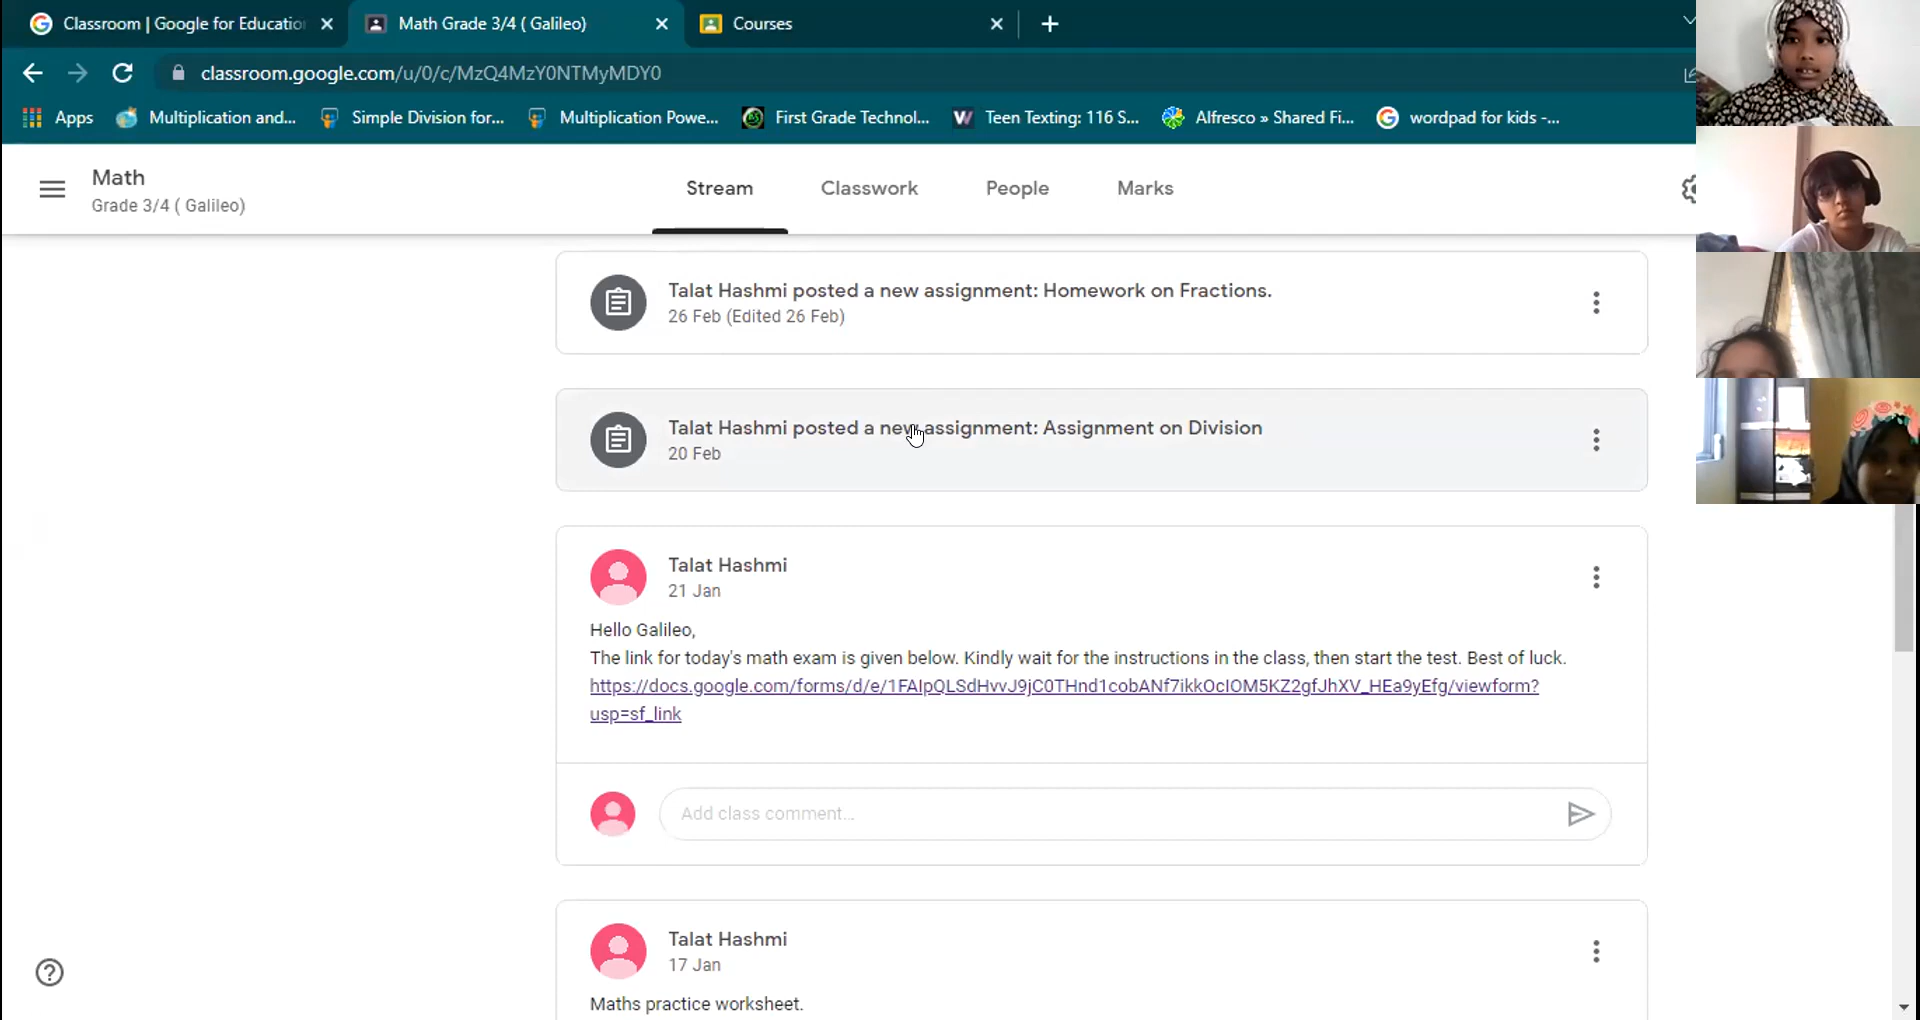 Classroom | Google for Educatio
Math Grade 3/4 ( Galileo)
Courses
classroom.google.com/u/0/c/MzQ4MzY0NTMyMDY0
Apps
Multiplication and...
Simple Division for...
Multiplication Powe...
First Grade Technol...
Teen Texting: 116 S...
Alfresco » Shared Fi...
wordpad for kids -...
Math
Grade 3/4 ( Galileo)
Stream
Classwork
People
Marks
Talat Hashmi posted a new assignment: Homework on Fractions.
26 Feb (Edited 26 Feb)
Talat Hashmi posted a new assignment: Assignment on Division
20 Feb
Talat Hashmi
21 Jan
Hello Galileo,
The link for today's math exam is given below. Kindly wait for the instructions in the class, then start the test. Best of luck.
https://docs.google.com/forms/d/e/1FAIpQLSdHvvJ9jC0THnd1cobANf7ikkOcIOM5KZ2gfJhXV_HEa9yEfg/viewform?
usp=sf_link
Add class comment...
Talat Hashmi
17 Jan
Maths practice worksheet.